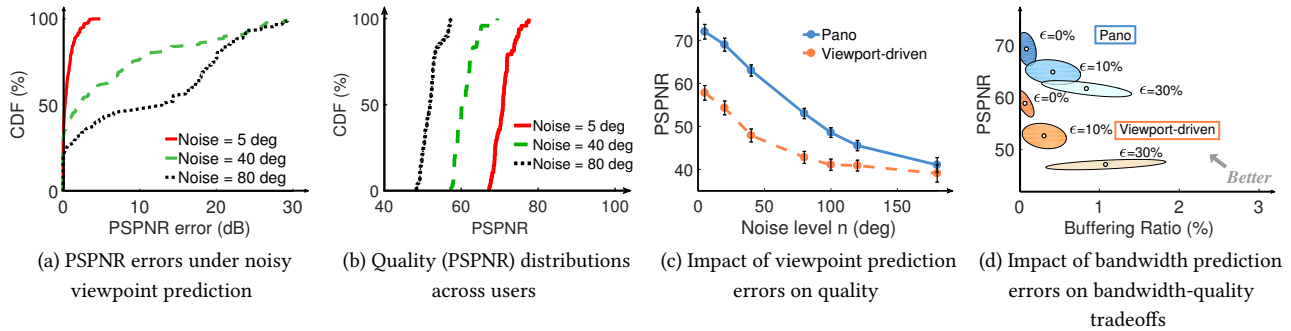 100%
50%
0
CDF (%)
Noise = 5 deg
Noise = 40 deg
Noise = 80 deg
0 10 20 30
PSPNR error (dB)
(a) PSPNR errors under noisy
viewpoint prediction
100%
50%
0
CDF (%)
Noise = 5 deg
Noise = 40 deg
Noise = 80 deg
40 60 80 100
PSPNR
(b) Quality (PSPNR) distributions
across users
70
60
50
40
PSPNR
Pano
Viewport-driven
0 50 100 150
Noise level n (deg)
(c) Impact of viewpoint prediction
errors on quality
80
70
60
50
PSPNR
ϵ=0%
Pano
ϵ=10%
ϵ=30%
ϵ=0%
ϵ=10%
Viewport-driven
ϵ=30%
Better
0 1 2 3
Buffering Ratio (%)
(d) Impact of bandwidth prediction
errors on bandwidth-quality
tradeoffs